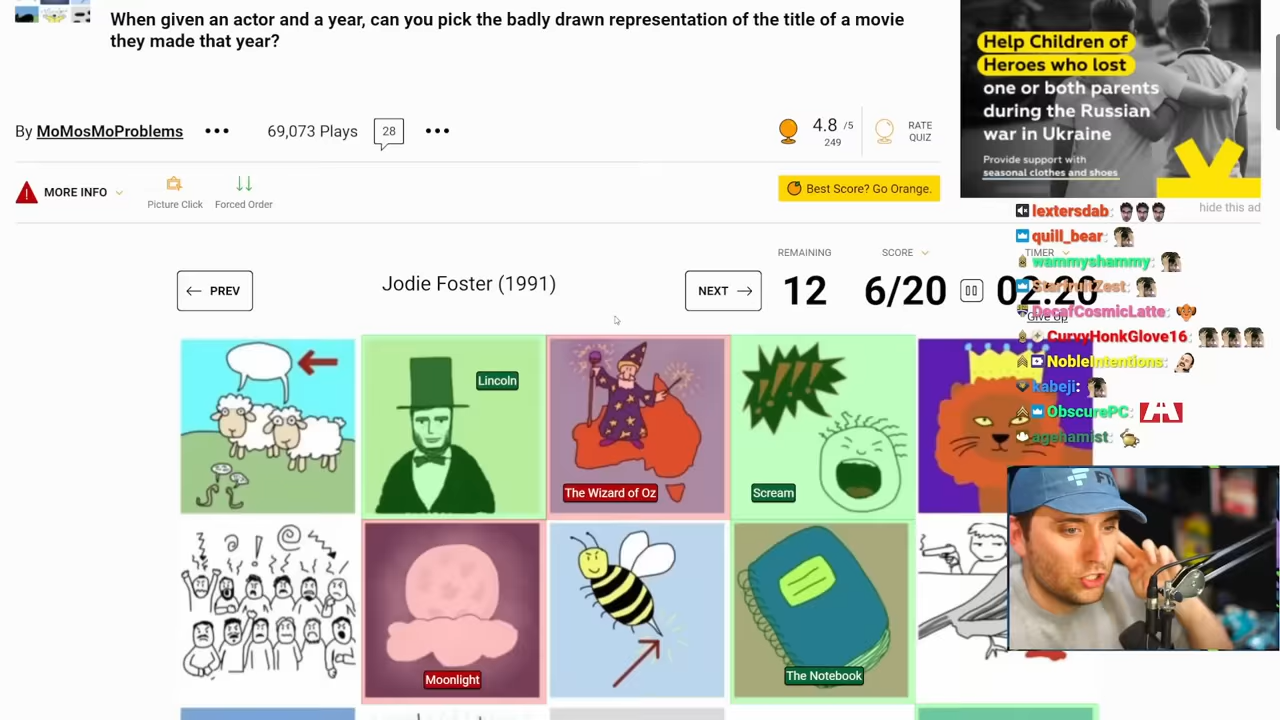 When given an actor and a year, can you pick the badly drawn representation of the title of a movie
they made that year?
By MoMosMoProblems ••• 69,073 Plays 28 •••
4.8 /5
249
RATE
QUIZ
MORE INFO
Picture Click
Forced Order
Best Score? Go Orange.
Help Children of
Heroes who lost
one or both parents
during the Russian
war in Ukraine
Provide support with
seasonal clothes and shoes
hide this ad
← PREV
Jodie Foster (1991)
NEXT →
REMAINING
12
SCORE
6/20
TIMER
02:20
Give Up
lextersdab:
quill_bear:
wammyshammy:
StarfruitZest:
DecafCosmicLatte:
CurvyHonkGlove16:
NobleIntentions:
kabeji:
ObscurePC:
agehamist:
Lincoln
The Wizard of Oz
Scream
Moonlight
The Notebook